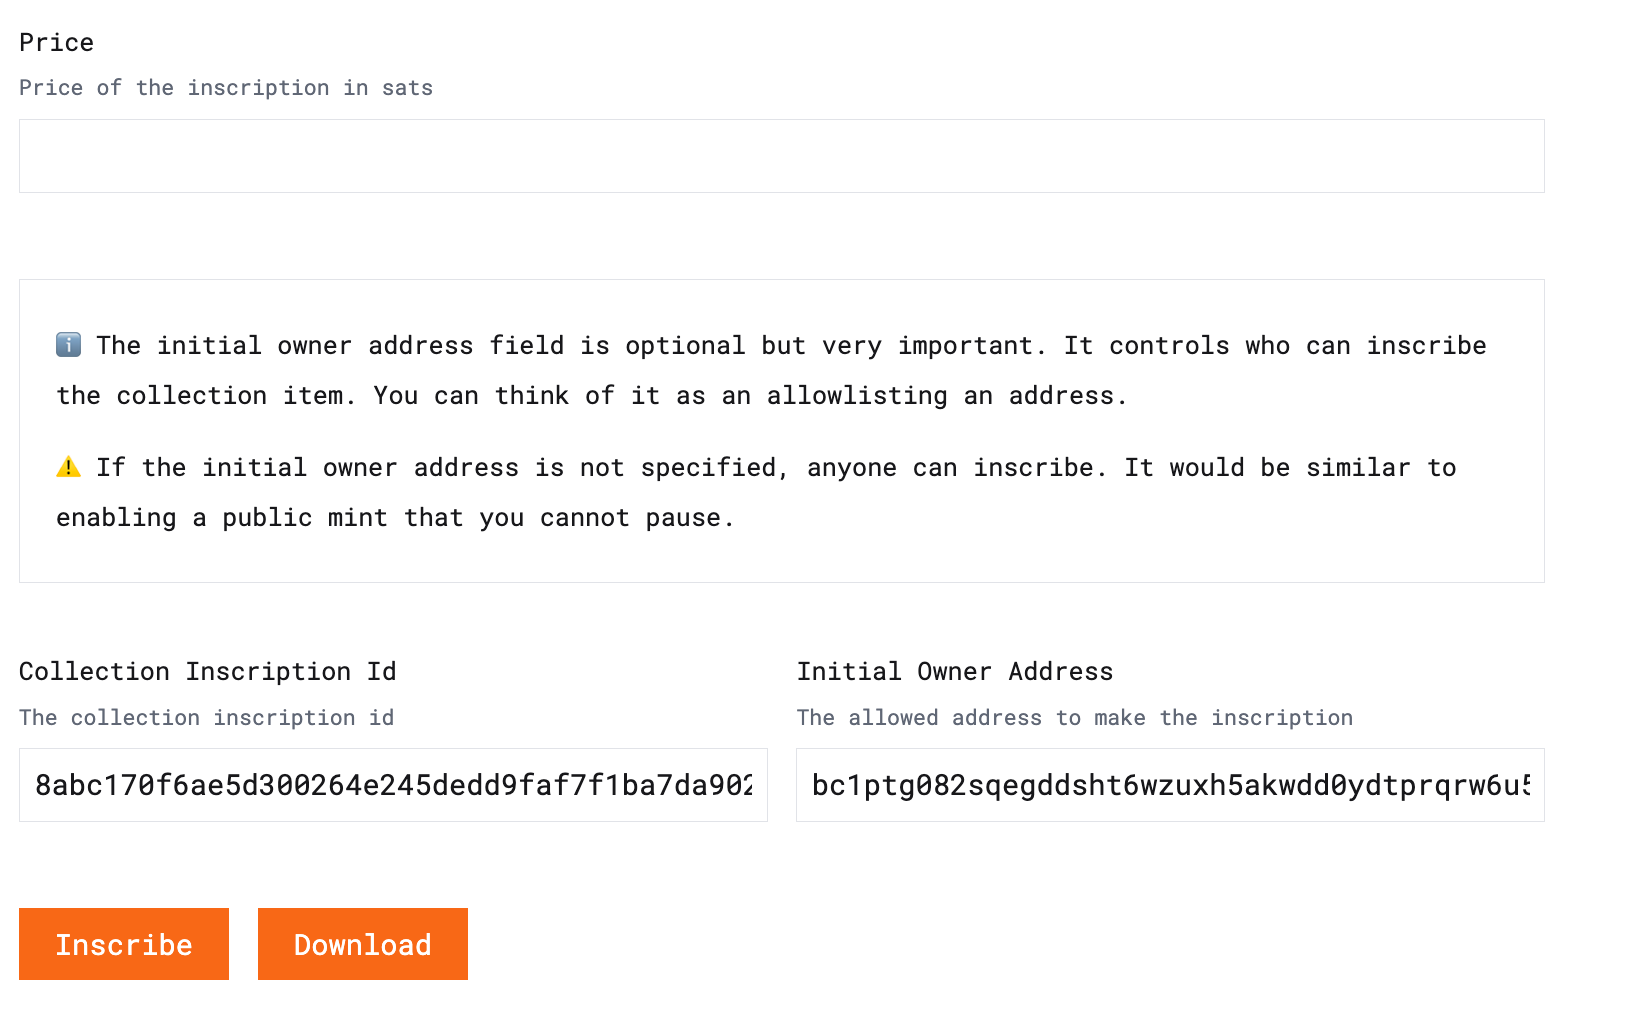 Price
Price of the inscription in sats
ℹ️ The initial owner address field is optional but very important. It controls who can inscribe
the collection item. You can think of it as an allowlisting an address.
⚠️ If the initial owner address is not specified, anyone can inscribe. It would be similar to
enabling a public mint that you cannot pause.
Collection Inscription Id
Initial Owner Address
The collection inscription id
The allowed address to make the inscription
8abc170f6ae5d300264e245dedd9faf7f1ba7da902
bc1ptg082sqegddsht6wzuxh5akwdd0ydtprqrw6u5
Inscribe
Download